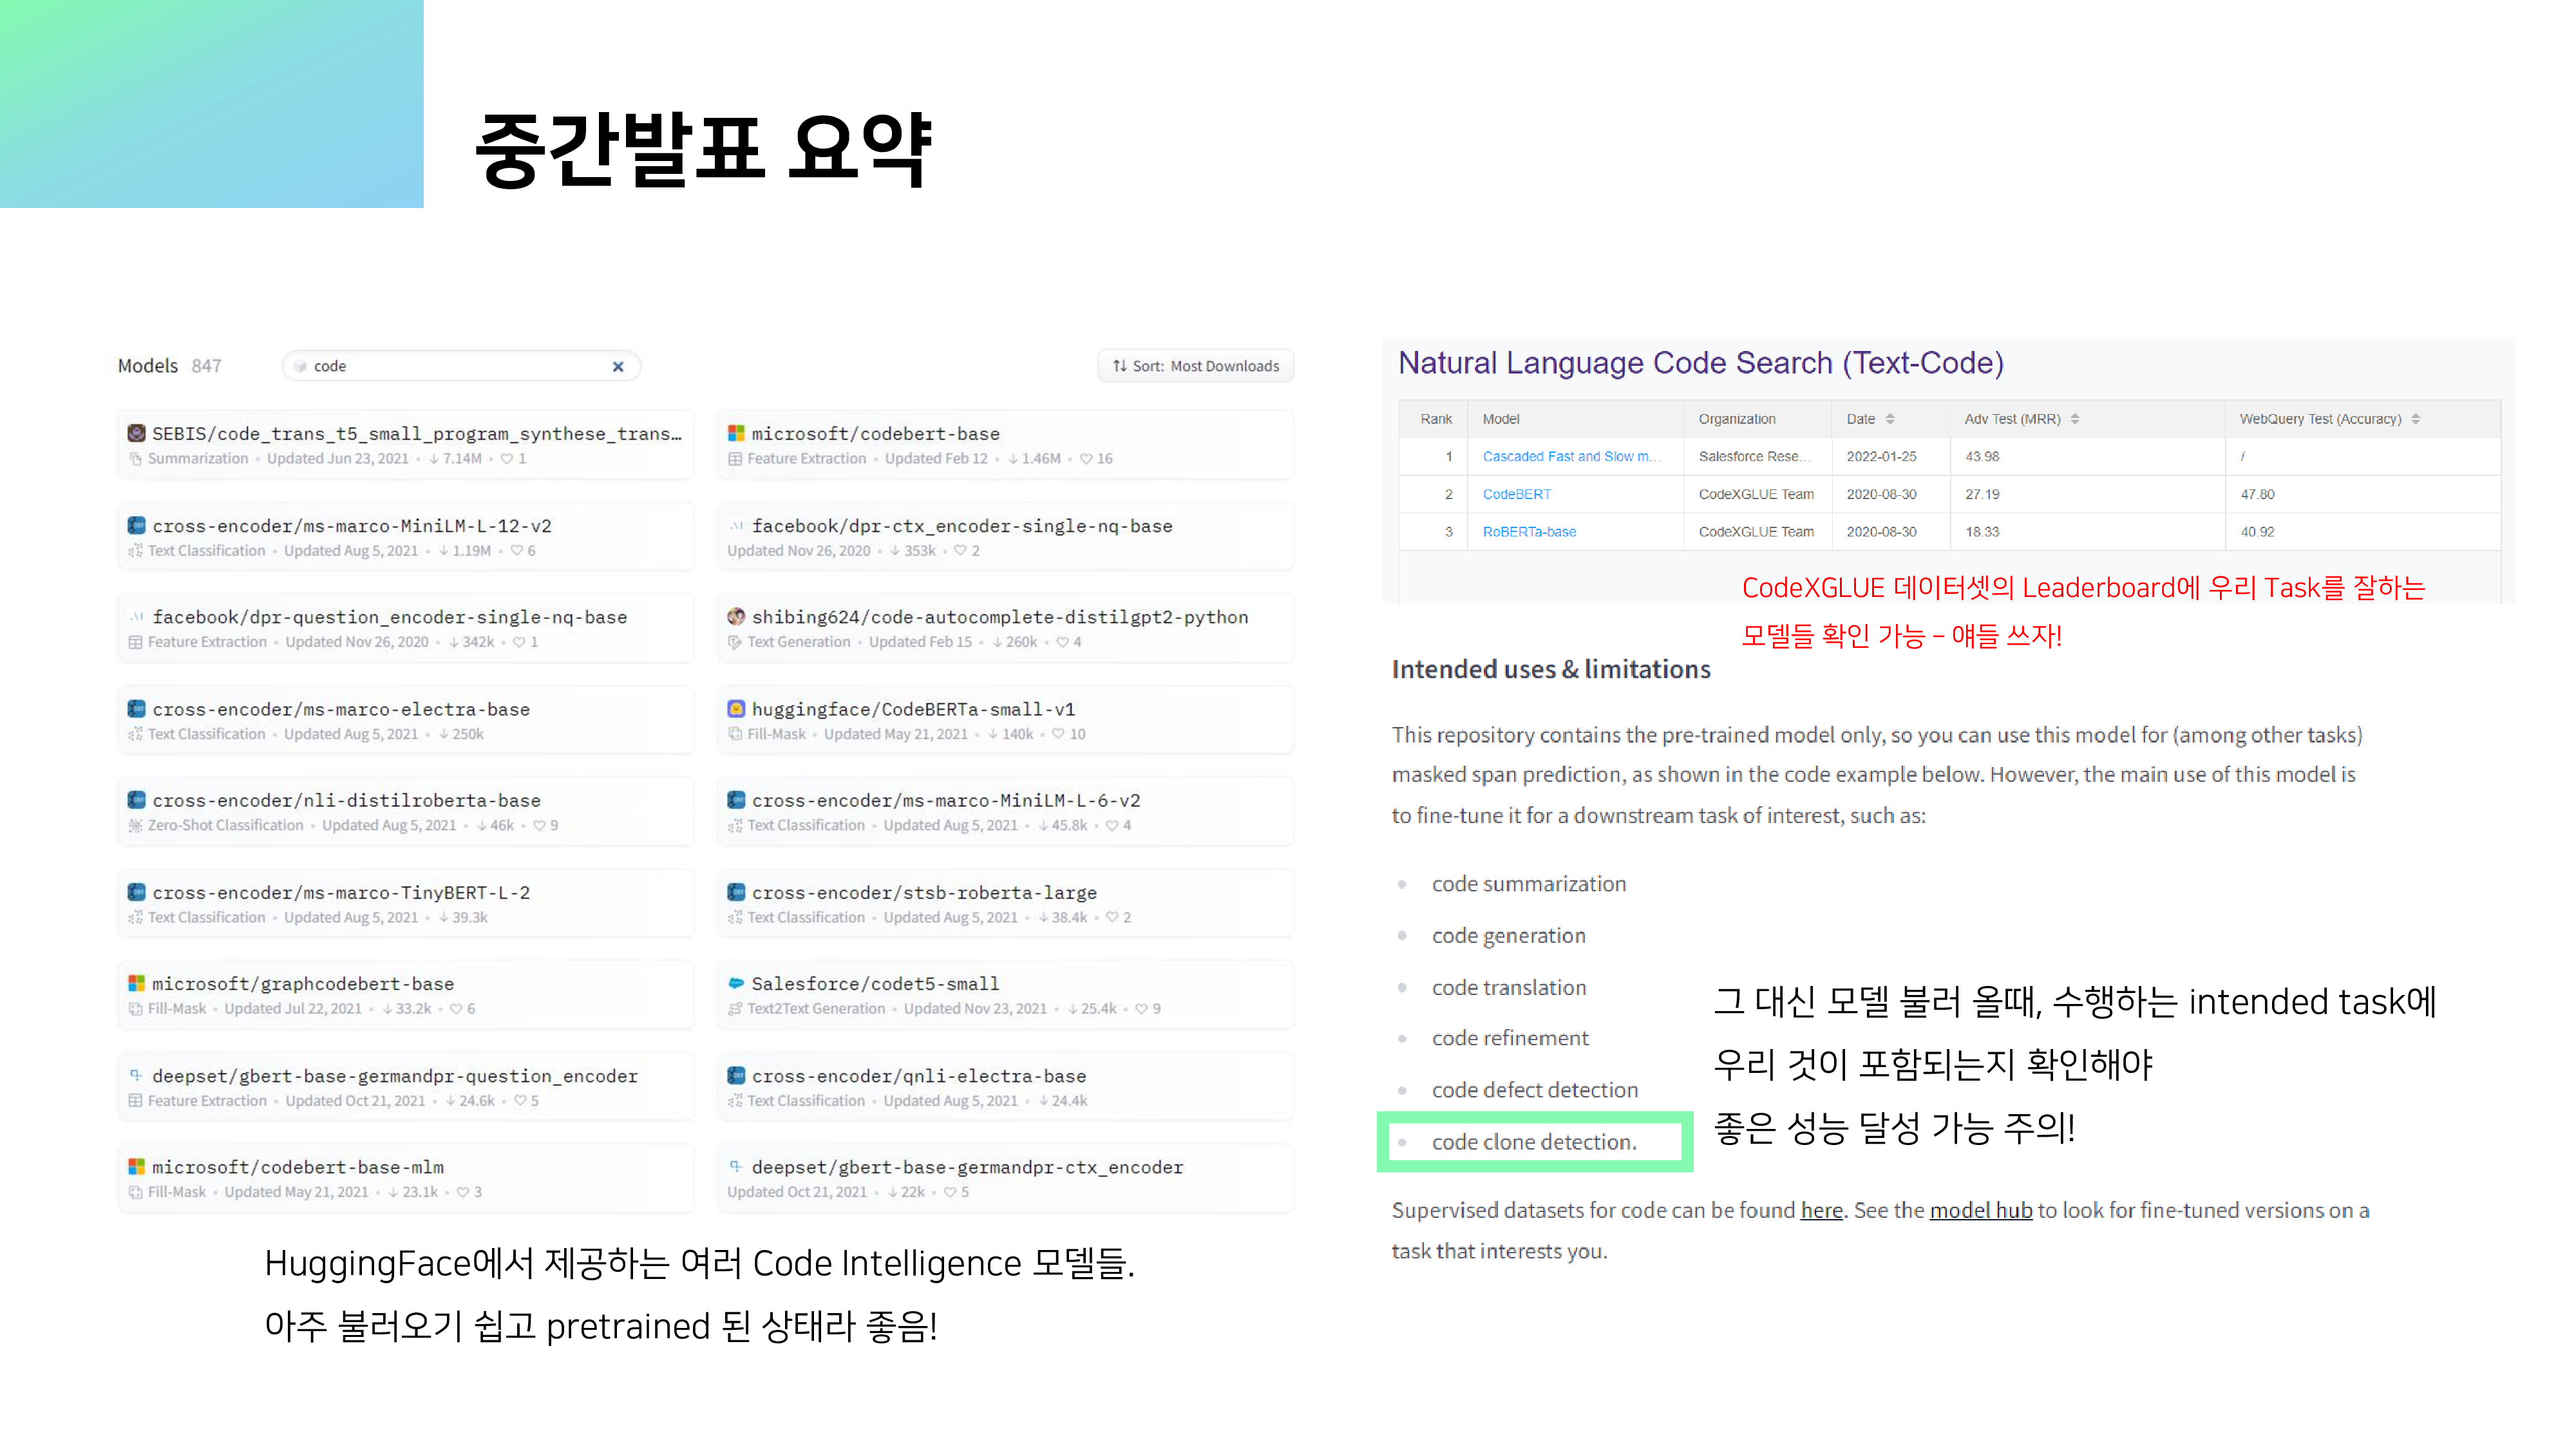 중간발표 요약
Models 847
code
Sort: Most Downloads
SEBIS/code_trans_t5_small_program_synthese_trans…
Summarization • Updated Jun 23, 2021 • ↓ 7.14M • ♡ 1
microsoft/codebert-base
Feature Extraction • Updated Feb 12 • ↓ 1.46M • ♡ 16
cross-encoder/ms-marco-MiniLM-L-12-v2
Text Classification • Updated Aug 5, 2021 • ↓ 1.19M • ♡ 6
facebook/dpr-ctx_encoder-single-nq-base
Updated Nov 26, 2020 • ↓ 353k • ♡ 2
facebook/dpr-question_encoder-single-nq-base
Feature Extraction • Updated Nov 26, 2020 • ↓ 342k • ♡ 1
shibing624/code-autocomplete-distilgpt2-python
Text Generation • Updated Feb 15 • ↓ 260k • ♡ 4
cross-encoder/ms-marco-electra-base
Text Classification • Updated Aug 5, 2021 • ↓ 250k
huggingface/CodeBERTa-small-v1
Fill-Mask • Updated May 21, 2021 • ↓ 140k • ♡ 10
cross-encoder/nli-distilroberta-base
Zero-Shot Classification • Updated Aug 5, 2021 • ↓ 46k • ♡ 9
cross-encoder/ms-marco-MiniLM-L-6-v2
Text Classification • Updated Aug 5, 2021 • ↓ 45.8k • ♡ 4
cross-encoder/ms-marco-TinyBERT-L-2
Text Classification • Updated Aug 5, 2021 • ↓ 39.3k
cross-encoder/stsb-roberta-large
Text Classification • Updated Aug 5, 2021 • ↓ 38.4k • ♡ 2
microsoft/graphcodebert-base
Fill-Mask • Updated Jul 22, 2021 • ↓ 33.2k • ♡ 6
Salesforce/codet5-small
Text2Text Generation • Updated Nov 23, 2021 • ↓ 25.4k • ♡ 9
deepset/gbert-base-germandpr-question_encoder
Feature Extraction • Updated Oct 21, 2021 • ↓ 24.6k • ♡ 5
cross-encoder/qnli-electra-base
Text Classification • Updated Aug 5, 2021 • ↓ 24.4k
microsoft/codebert-base-mlm
Fill-Mask • Updated May 21, 2021 • ↓ 23.1k • ♡ 3
deepset/gbert-base-germandpr-ctx_encoder
Updated Oct 21, 2021 • ↓ 22k • ♡ 5
HuggingFace에서 제공하는 여러 Code Intelligence 모델들.
아주 불러오기 쉽고 pretrained 된 상태라 좋음!
Natural Language Code Search (Text-Code)
Rank Model Organization Date Adv Test (MRR) WebQuery Test (Accuracy)
1 Cascaded Fast and Slow m... Salesforce Rese... 2022-01-25 43.98 /
2 CodeBERT CodeXGLUE Team 2020-08-30 27.19 47.80
3 RoBERTa-base CodeXGLUE Team 2020-08-30 18.33 40.92
CodeXGLUE 데이터셋의 Leaderboard에 우리 Task를 잘하는
모델들 확인 가능 – 얘들 쓰자!
Intended uses & limitations
This repository contains the pre-trained model only, so you can use this model for (among other tasks)
masked span prediction, as shown in the code example below. However, the main use of this model is
to fine-tune it for a downstream task of interest, such as:
• code summarization
• code generation
• code translation
• code refinement
• code defect detection
• code clone detection.
그 대신 모델 불러 올때, 수행하는 intended task에
우리 것이 포함되는지 확인해야
좋은 성능 달성 가능 주의!
Supervised datasets for code can be found here. See the model hub to look for fine-tuned versions on a
task that interests you.